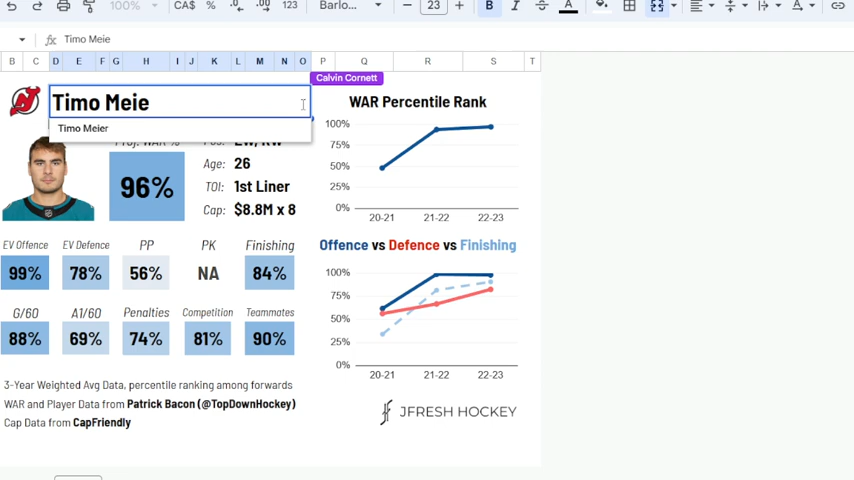 100% CA$ % .0 .00 123 Barlo... 23 B I A
fx Timo Meie
B C D E F G H I J K L M N O P Q R S T
Calvin Cornett
Timo Meie
Timo Meier
Age: 26
TOI: 1st Liner
Cap: $8.8M x 8
96%
EV Offence EV Defence PP PK Finishing
99% 78% 56% NA 84%
G/60 A1/60 Penalties Competition Teammates
88% 69% 74% 81% 90%
3-Year Weighted Avg Data, percentile ranking among forwards
WAR and Player Data from Patrick Bacon (@TopDownHockey)
Cap Data from CapFriendly
WAR Percentile Rank
100%
75%
50%
25%
0%
20-21 21-22 22-23
Offence vs Defence vs Finishing
100%
75%
50%
25%
0%
20-21 21-22 22-23
JFRESH HOCKEY